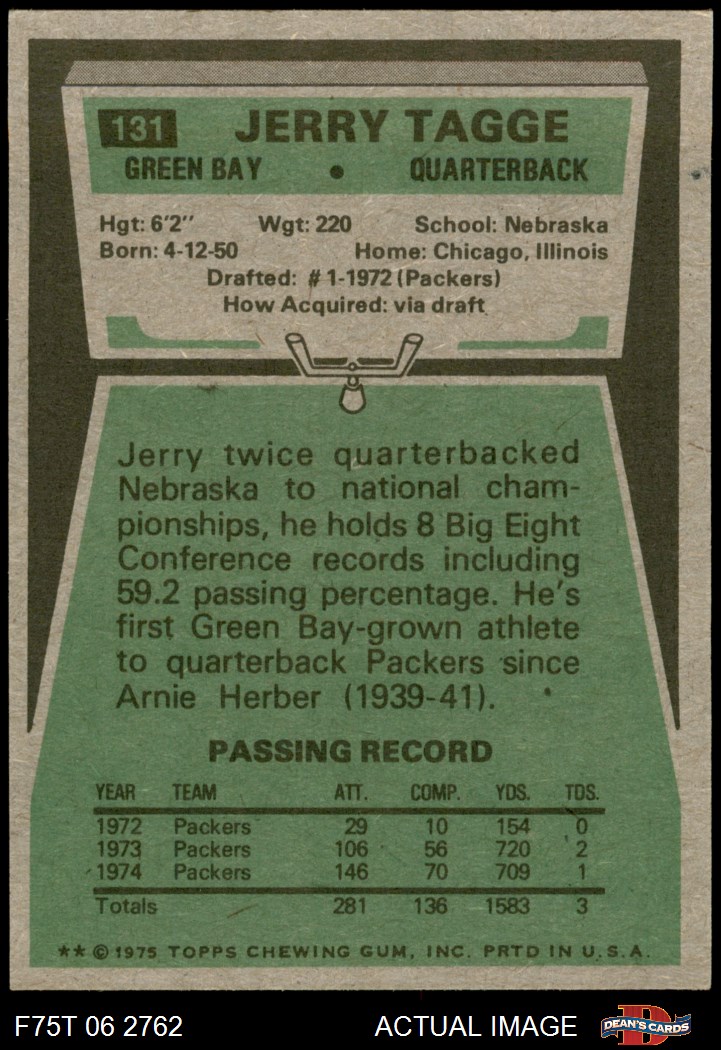 131 JERRY TAGGE
GREEN BAY • QUARTERBACK
Hgt: 6'2" Wgt: 220 School: Nebraska
Born: 4-12-50 Home: Chicago, Illinois
Drafted: #1-1972 (Packers)
How Acquired: via draft
Jerry twice quarterbacked
Nebraska to national cham-
pionships, he holds 8 Big Eight
Conference records including
59.2 passing percentage. He's
first Green Bay-grown athlete
to quarterback Packers since
Arnie Herber (1939-41).
PASSING RECORD
YEAR TEAM ATT. COMP. YDS. TDS.
1972 Packers 29 10 154 0
1973 Packers 106 56 720 2
1974 Packers 146 70 709 1
Totals 281 136 1583 3
** © 1975 TOPPS CHEWING GUM, INC. PRTD IN U.S.A.
F75T 06 2762 ACTUAL IMAGE D DEAN'S CARDS